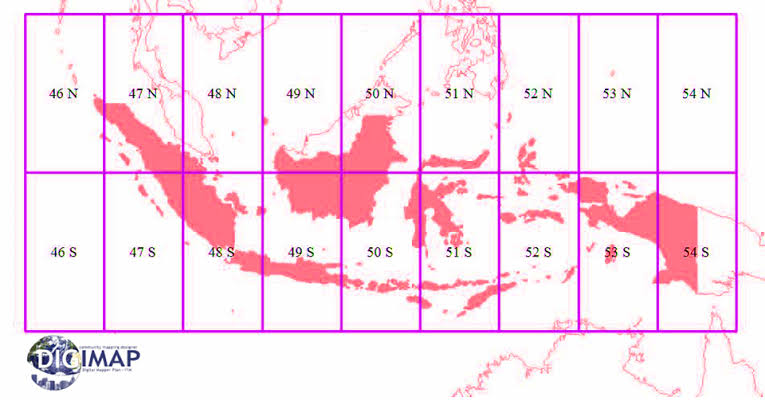 46 N 47 N 48 N 49 N 50 N 51 N 52 N 53 N 54 N
46 S 47 S 48 S 49 S 50 S 51 S 52 S 53 S 54 S
community mapping designer
DIGIMAP
Digital Mapper Plan - ITN